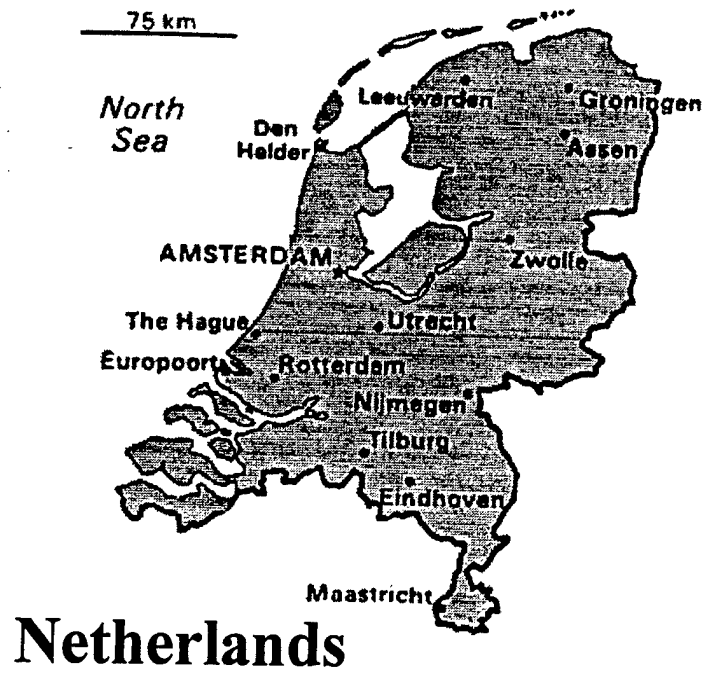 75 km
North
Sea
Leeuwarden
Groningen
Den
Helder
Assen
AMSTERDAM
Zwolle
The Hague
Utrecht
Europoort
Rotterdam
Nijmegen
Tilburg
Eindhoven
Maastricht
Netherlands